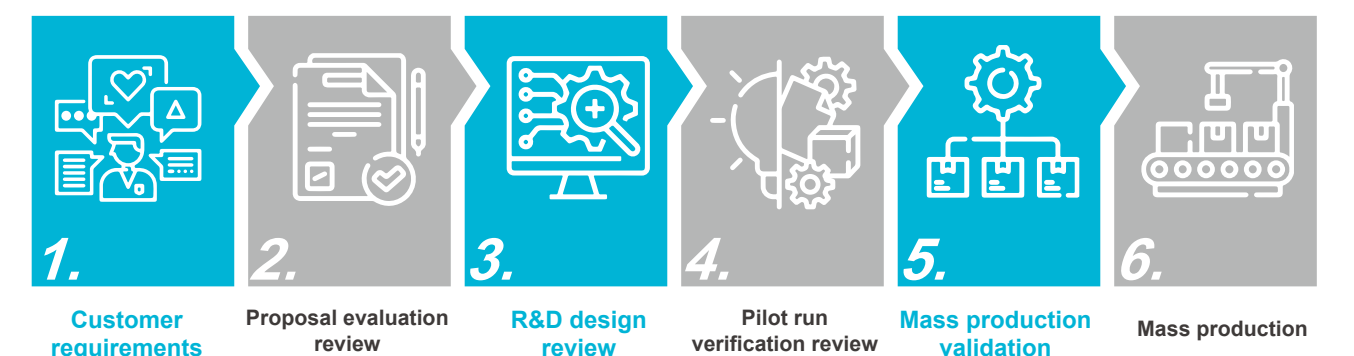 1.
2.
3.
4.
5.
6.
Customer
requirements
Proposal evaluation
review
R&D design
review
Pilot run
verification review
Mass production
validation
Mass production